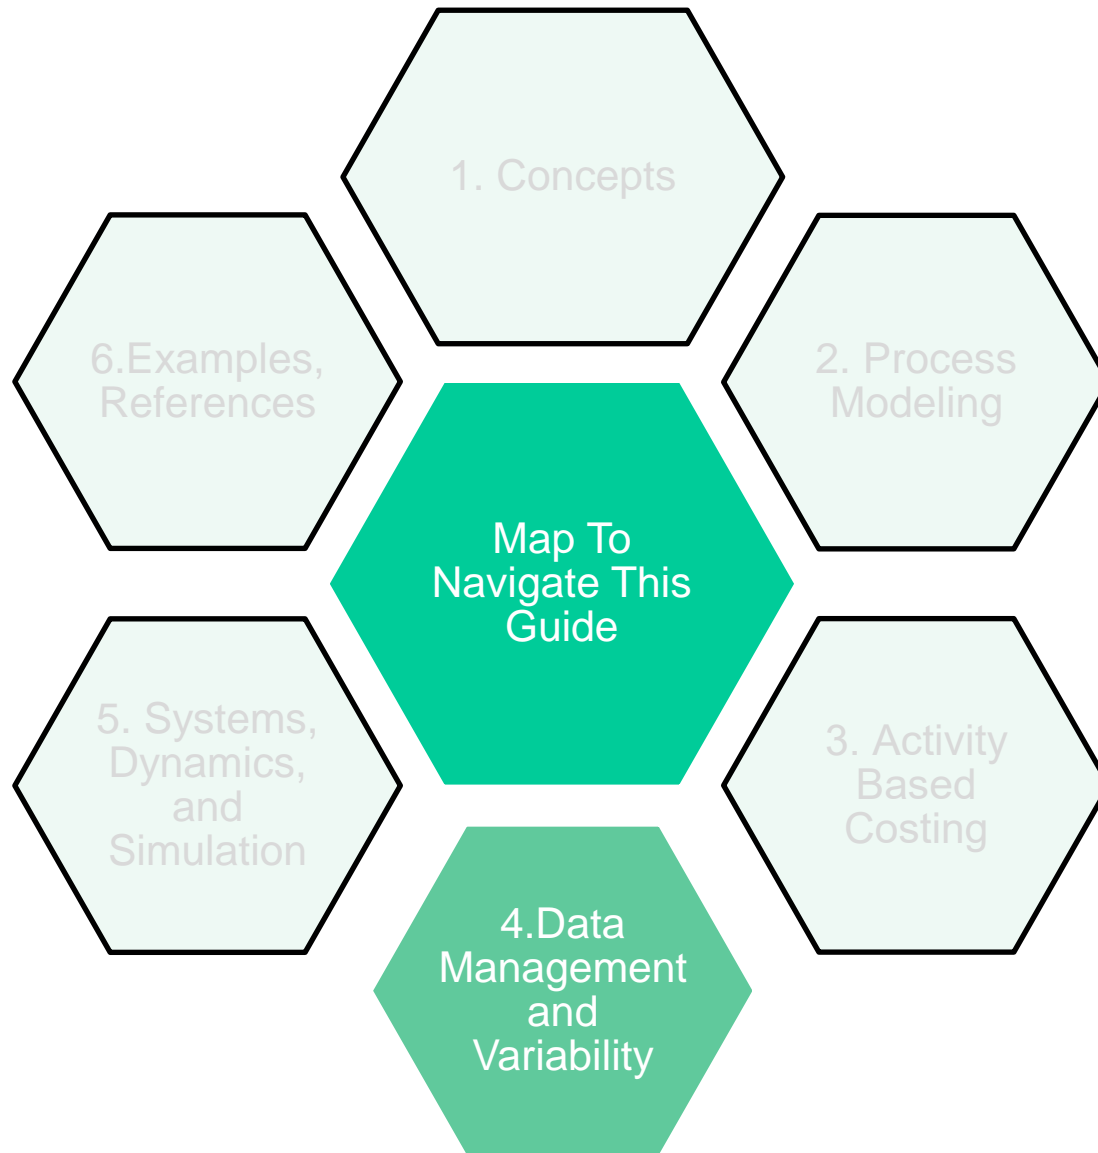 1. Concepts
6.Examples,
References
2. Process
Modeling
Map To
Navigate This
Guide
5. Systems,
Dynamics,
and
Simulation
3. Activity
Based
Costing
4.Data
Management
and
Variability